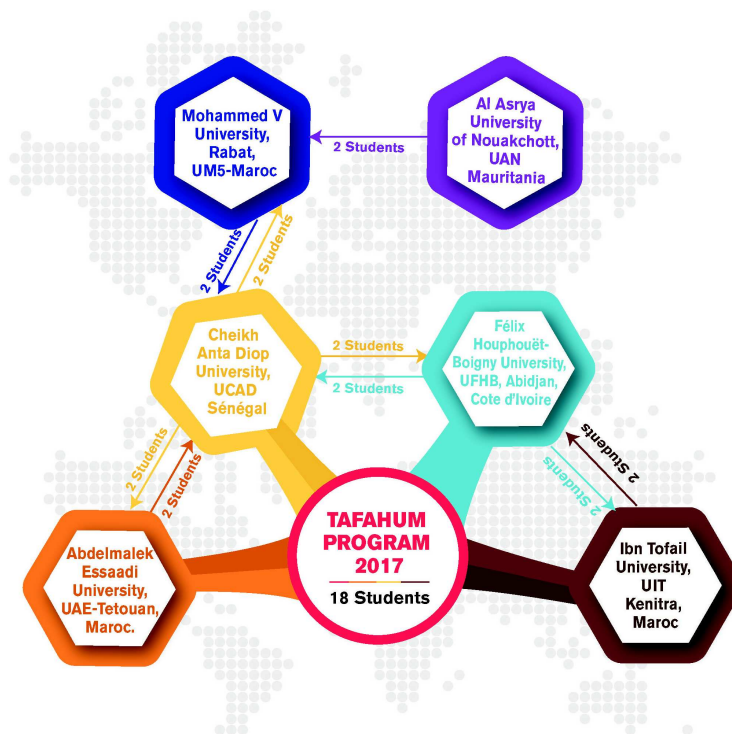 Mohammed V
University,
Rabat,
UM5-Maroc
Al Asrya
University
of Nouakchott,
UAN
Mauritania
2 Students
2 Students
2 Students
Cheikh
Anta Diop
University,
UCAD
Sénégal
2 Students
2 Students
Félix
Houphouët-
Boigny University,
UFHB, Abidjan,
Cote d'Ivoire
2 Students
2 Students
2 Students
2 Students
Abdelmalek
Essaadi
University,
UAE-Tetouan,
Maroc.
TAFAHUM
PROGRAM
2017
18 Students
Ibn Tofail
University,
UIT
Kenitra,
Maroc